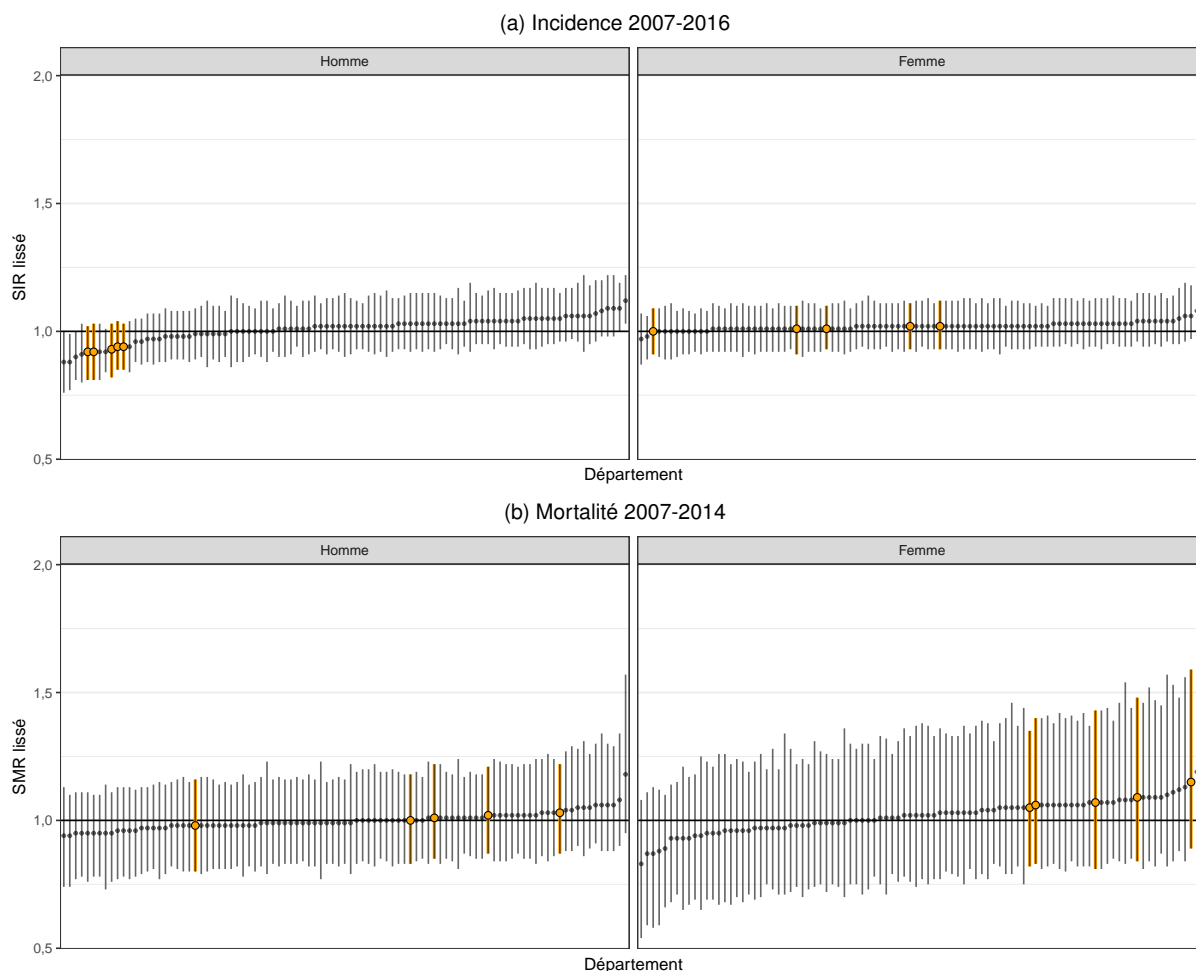 (a) Incidence 2007-2016
Homme
Femme
2,0
1,5
1,0
0,5
SIR lissé
Département
(b) Mortalité 2007-2014
Homme
Femme
2,0
1,5
1,0
0,5
SMR lissé
Département